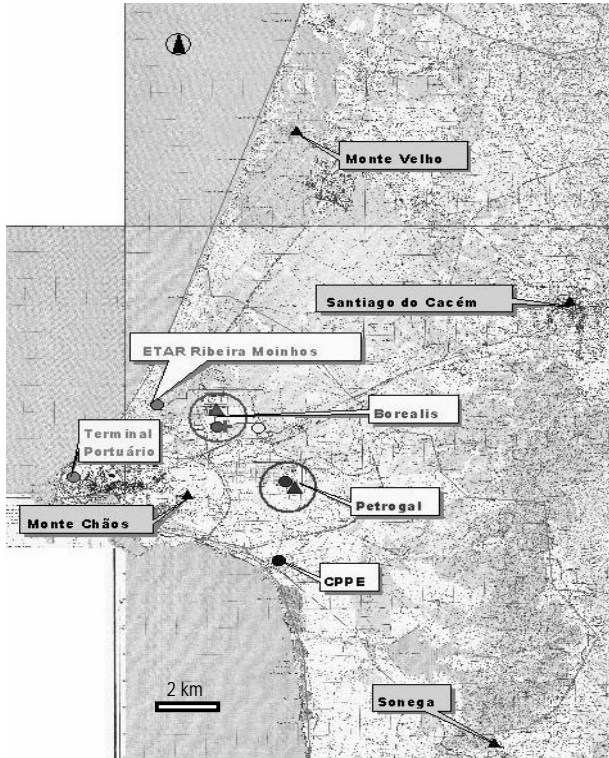 Monte Velho
Santiago do Cacém
ETAR Ribeira Moinhos
Borealis
Terminal
Portuário
Petrogal
Monte Chãos
CPPE
2 km
Sonega